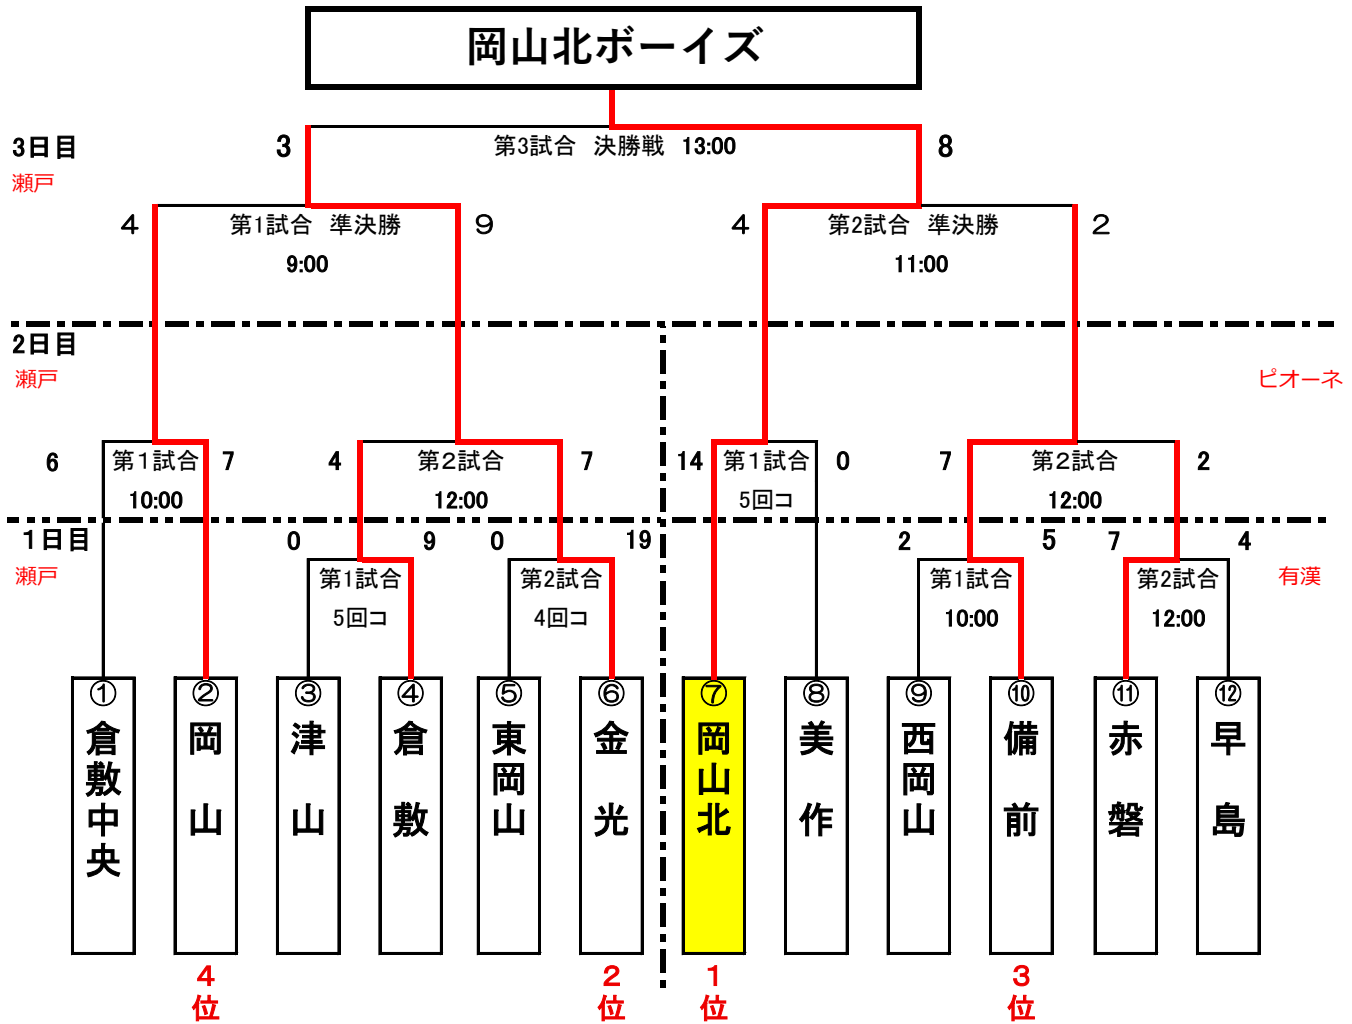 岡山北ボーイズ
3日目
3
第3試合 決勝戦 13:00
8
瀬戸
4
第1試合 準決勝
9
4
第2試合 準決勝
2
9:00
11:00
2日目
瀬戸
ピオーネ
6
第1試合
7
4
第2試合
7
14
第1試合
0
7
第2試合
2
10:00
12:00
5回コ
12:00
1日目
0
9
0
19
2
5
7
4
瀬戸
第1試合
第2試合
第1試合
第2試合
有漢
5回コ
4回コ
10:00
12:00
①倉敷中央
②岡山
③津山
④倉敷
⑤東岡山
⑥金光
⑦岡山北
⑧美作
⑨西岡山
⑩備前
⑪赤磐
⑫早島
4位
2位
1位
3位